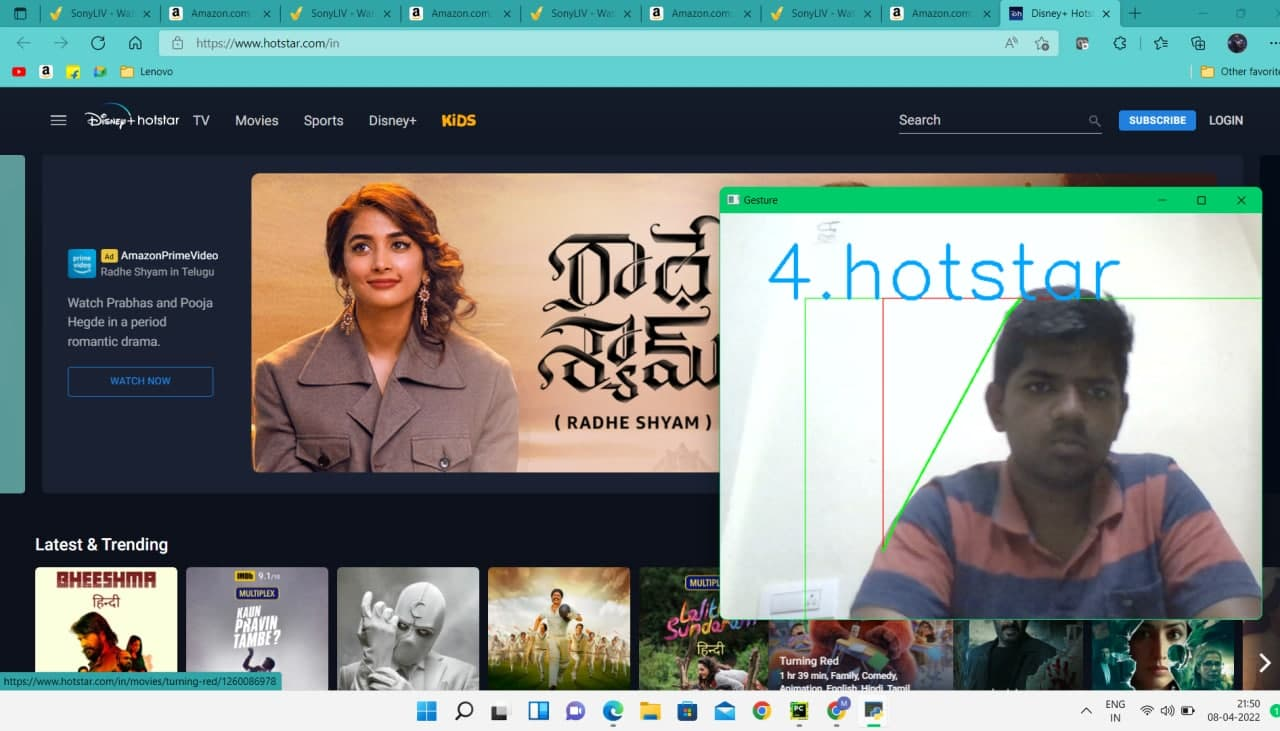 SonyLIV - Wa
Amazon.com
SonyLIV - Wa
Amazon.com
SonyLIV - Wa
Amazon.com
SonyLIV - Wa
Amazon.com
Disney+ Hots
https://www.hotstar.com/in
Lenovo
Other favorite
Disney+ hotstar TV Movies Sports Disney+ KiDS Search SUBSCRIBE LOGIN
prime video
Ad AmazonPrimeVideo
Radhe Shyam in Telugu
Watch Prabhas and Pooja
Hegde in a period
romantic drama.
WATCH NOW
రాధే
శ్యామ్
( RADHE SHYAM )
Gesture
4.hotstar
Latest & Trending
BHEESHMA
हिन्दी
IMDb 9.1/10
MULTIPLEX
KAUN
PRAVIN
TAMBE?
MULTIPL
Lalit
Sundaram
हिन्दी
Turning Red
1 hr 39 min, Family, Comedy,
Animation, English, Hindi, Tamil
https://www.hotstar.com/in/movies/turning-red/1260086978
ENG
IN
21:50
08-04-2022